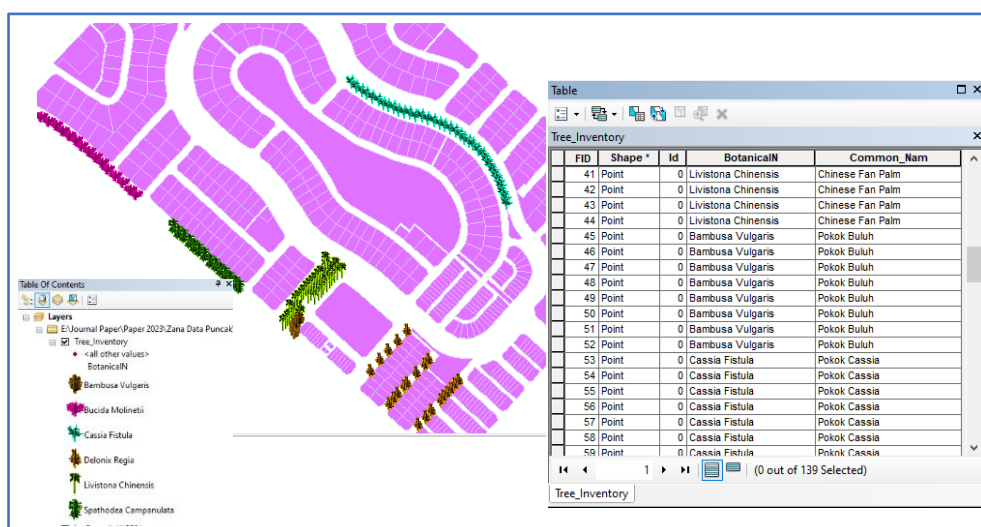 Table
Tree_Inventory
FID Shape * Id BotanicalN Common_Nam
41 Point 0 Livistona Chinensis Chinese Fan Palm
42 Point 0 Livistona Chinensis Chinese Fan Palm
43 Point 0 Livistona Chinensis Chinese Fan Palm
44 Point 0 Livistona Chinensis Chinese Fan Palm
45 Point 0 Bambusa Vulgaris Pokok Buluh
46 Point 0 Bambusa Vulgaris Pokok Buluh
47 Point 0 Bambusa Vulgaris Pokok Buluh
48 Point 0 Bambusa Vulgaris Pokok Buluh
49 Point 0 Bambusa Vulgaris Pokok Buluh
50 Point 0 Bambusa Vulgaris Pokok Buluh
51 Point 0 Bambusa Vulgaris Pokok Buluh
52 Point 0 Bambusa Vulgaris Pokok Buluh
53 Point 0 Cassia Fistula Pokok Cassia
54 Point 0 Cassia Fistula Pokok Cassia
55 Point 0 Cassia Fistula Pokok Cassia
56 Point 0 Cassia Fistula Pokok Cassia
57 Point 0 Cassia Fistula Pokok Cassia
58 Point 0 Cassia Fistula Pokok Cassia
59 Point 0 Cassia Fistula Pokok Cassia
1 (0 out of 139 Selected)
Tree_Inventory
Table Of Contents
Layers
E:\Journal Paper\Paper 2023\Zana Data Puncak
Tree_Inventory
<all other values>
BotanicalN
Bambusa Vulgaris
Bucida Molinetii
Cassia Fistula
Delonix Regia
Livistona Chinensis
Spathodea Campanulata